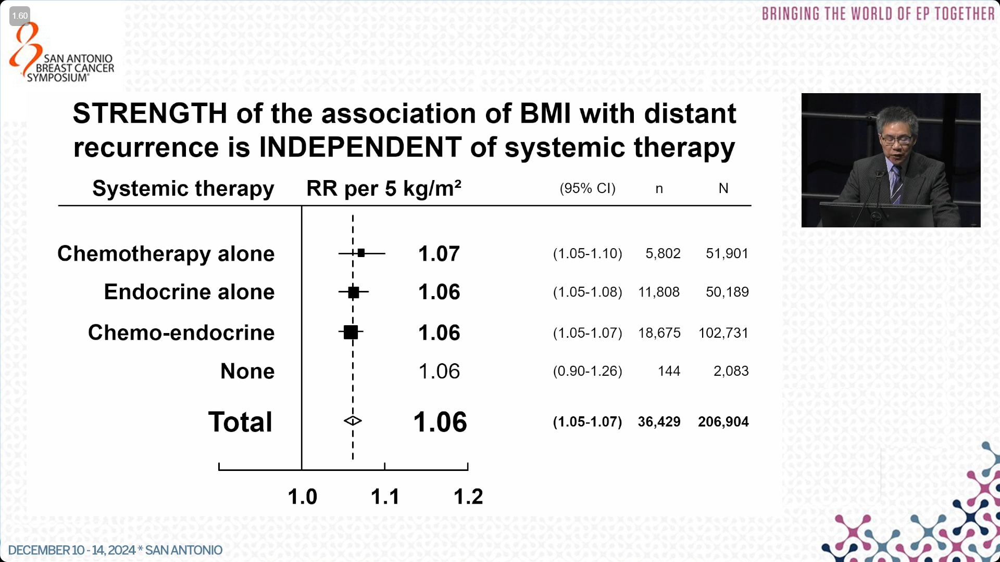 1.60
BRINGING THE WORLD OF EP TOGETHER
SAN ANTONIO
BREAST CANCER
SYMPOSIUM®
STRENGTH of the association of BMI with distant
recurrence is INDEPENDENT of systemic therapy
Systemic therapy RR per 5 kg/m² (95% CI) n N
Chemotherapy alone 1.07 (1.05-1.10) 5,802 51,901
Endocrine alone 1.06 (1.05-1.08) 11,808 50,189
Chemo-endocrine 1.06 (1.05-1.07) 18,675 102,731
None 1.06 (0.90-1.26) 144 2,083
Total 1.06 (1.05-1.07) 36,429 206,904
1.0 1.1 1.2
DECEMBER 10 - 14, 2024 * SAN ANTONIO